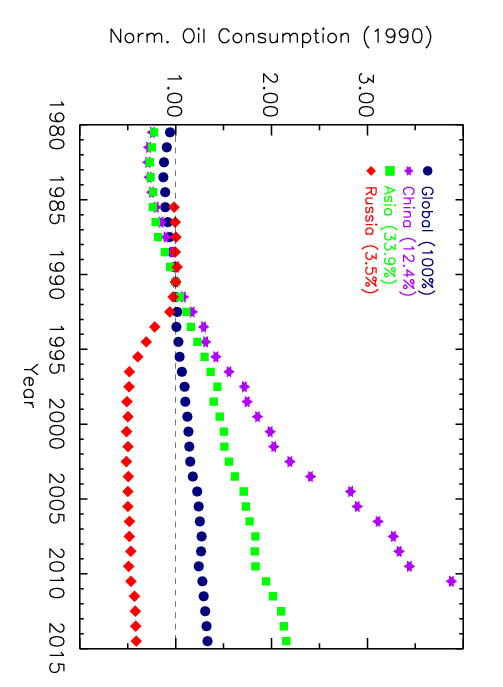 Norm. Oil Consumption (1990)
1.00
2.00
3.00
Global (100%)
China (12.4%)
Asia (33.9%)
Russia (3.5%)
1980
1985
1990
1995
2000
2005
2010
2015
Year